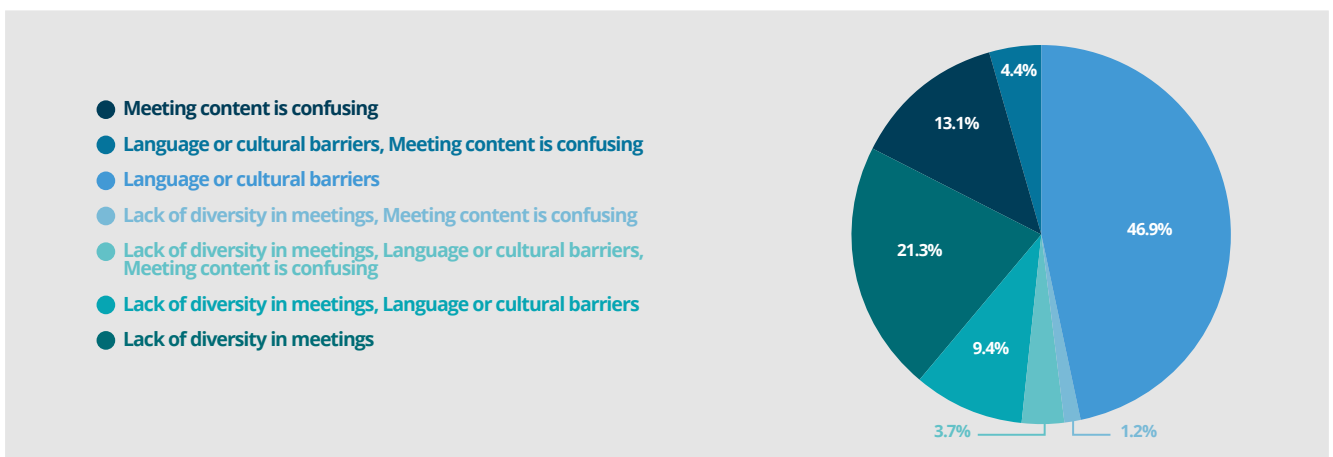 Meeting content is confusing
Language or cultural barriers, Meeting content is confusing
Language or cultural barriers
Lack of diversity in meetings, Meeting content is confusing
Lack of diversity in meetings, Language or cultural barriers,
Meeting content is confusing
Lack of diversity in meetings, Language or cultural barriers
Lack of diversity in meetings
4.4%
13.1%
46.9%
21.3%
9.4%
3.7%
1.2%